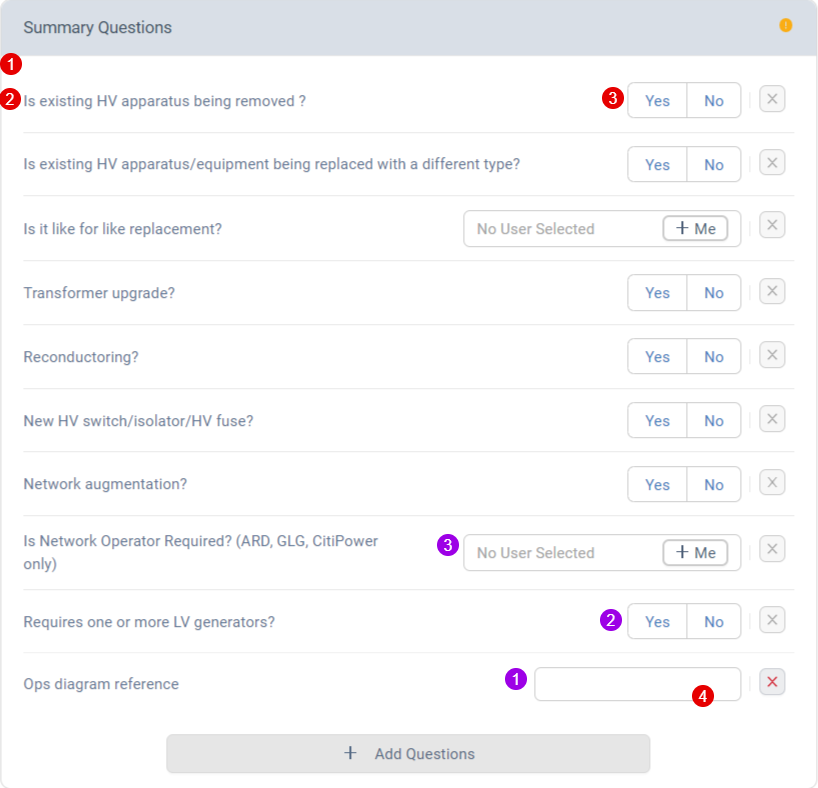 Summary Questions
!
1
2 Is existing HV apparatus being removed ? 3 Yes No
Is existing HV apparatus/equipment being replaced with a different type? Yes No
Is it like for like replacement? No User Selected + Me
Transformer upgrade? Yes No
Reconductoring? Yes No
New HV switch/isolator/HV fuse? Yes No
Network augmentation? Yes No
Is Network Operator Required? (ARD, GLG, CitiPower
only)
3 No User Selected + Me
Requires one or more LV generators? 2 Yes No
Ops diagram reference 1
4
+ Add Questions